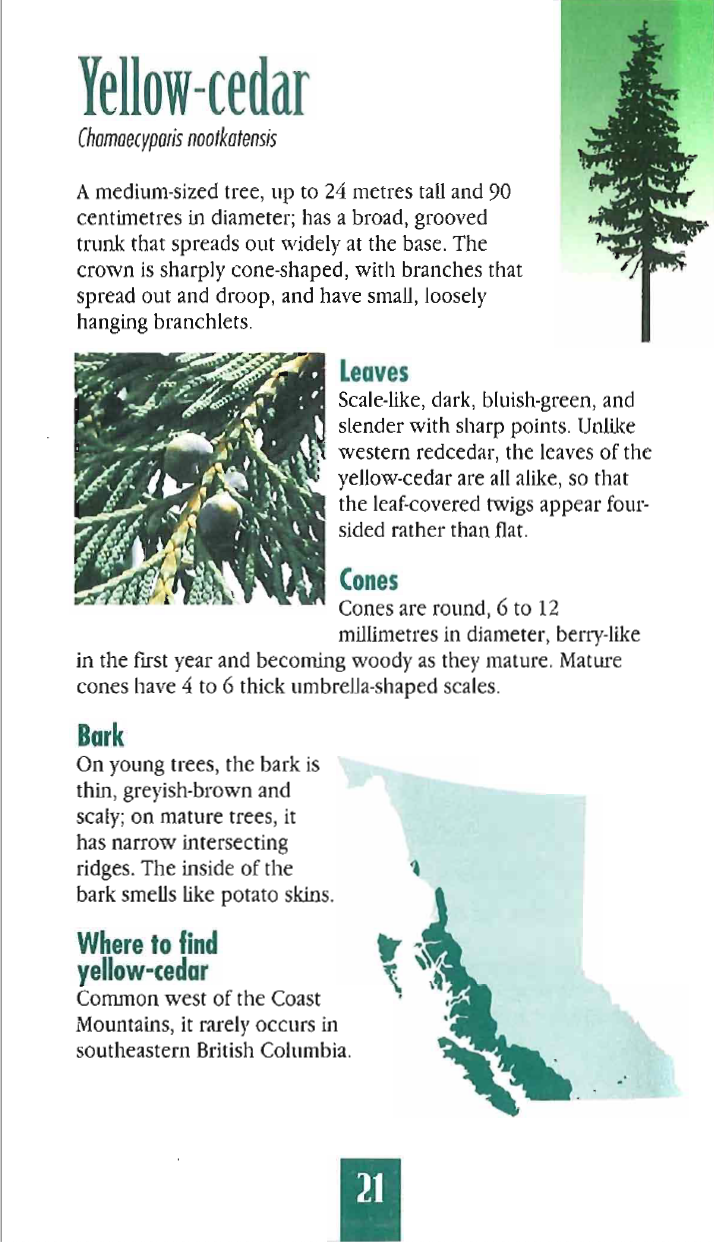 Yellow-cedar
Chamaecyparis nootkatensis
A medium-sized tree, up to 24 metres tall and 90
centimetres in diameter; has a broad, grooved
trunk that spreads out widely at the base. The
crown is sharply cone-shaped, with branches that
spread out and droop, and have small, loosely
hanging branchlets.
Leaves
Scale-like, dark, bluish-green, and
slender with sharp points. Unlike
western redcedar, the leaves of the
yellow-cedar are all alike, so that
the leaf-covered twigs appear four-
sided rather than flat.
Cones
Cones are round, 6 to 12
millimetres in diameter, berry-like
in the first year and becoming woody as they mature. Mature
cones have 4 to 6 thick umbrella-shaped scales.
Bark
On young trees, the bark is
thin, greyish-brown and
scaly; on mature trees, it
has narrow intersecting
ridges. The inside of the
bark smells like potato skins.
Where to find
yellow-cedar
Common west of the Coast
Mountains, it rarely occurs in
southeastern British Columbia.
21